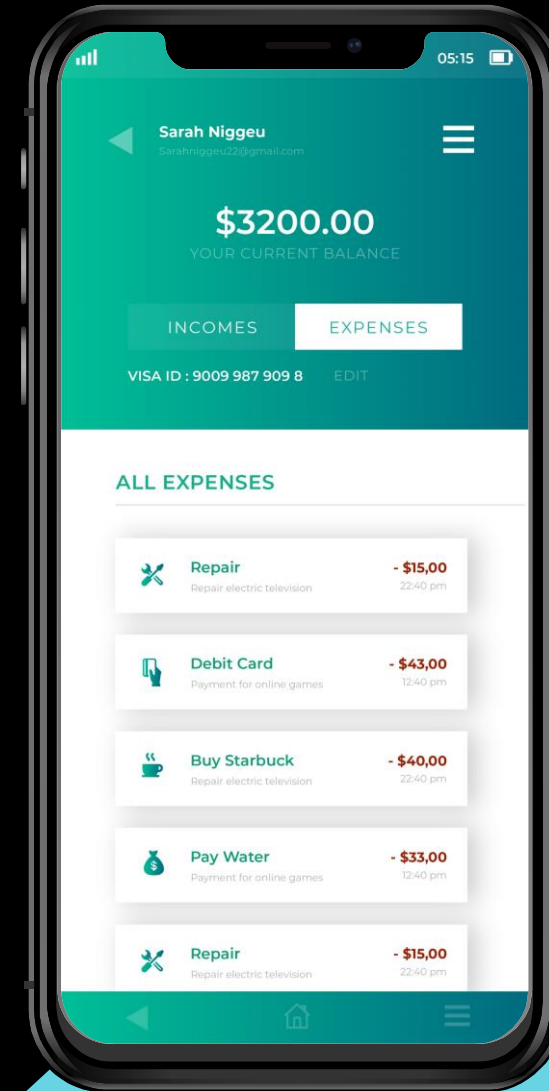 05:15
Sarah Niggeu
Sarahniggeu22@gmail.com
$3200.00
YOUR CURRENT BALANCE
INCOMES
EXPENSES
VISA ID : 9009 987 909 8 EDIT
ALL EXPENSES
Repair - $15,00
Repair electric television 22:40 pm
Debit Card - $43,00
Payment for online games 12:40 pm
Buy Starbuck - $40,00
Repair electric television 22:40 pm
Pay Water - $33,00
Payment for online games 12:40 pm
Repair - $15,00
Repair electric television 22:40 pm